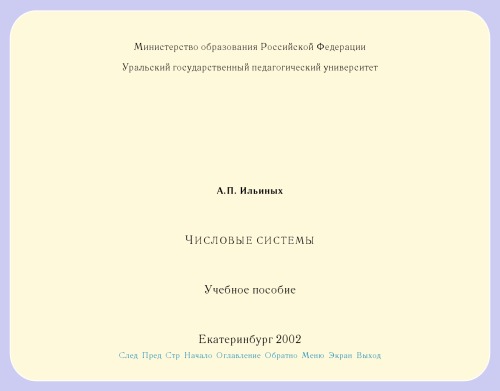 Министерство образования Российской Федерации
Уральский государственный педагогический университет
А.П. Ильиных
Числовые системы
Учебное пособие
Екатеринбург 2002
След Пред Стр Начало Оглавление Обратно Меню Экран Выход